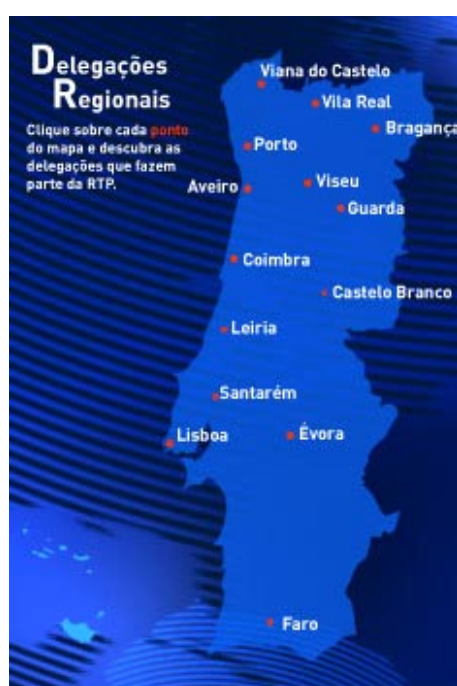 Delegações
Regionais
Clique sobre cada ponto
do mapa e descubra as
delegações que fazem
parte da RTP.
Viana do Castelo
Vila Real
Bragança
Porto
Aveiro
Viseu
Guarda
Coimbra
Castelo Branco
Leiria
Santarém
Lisboa
Évora
Faro